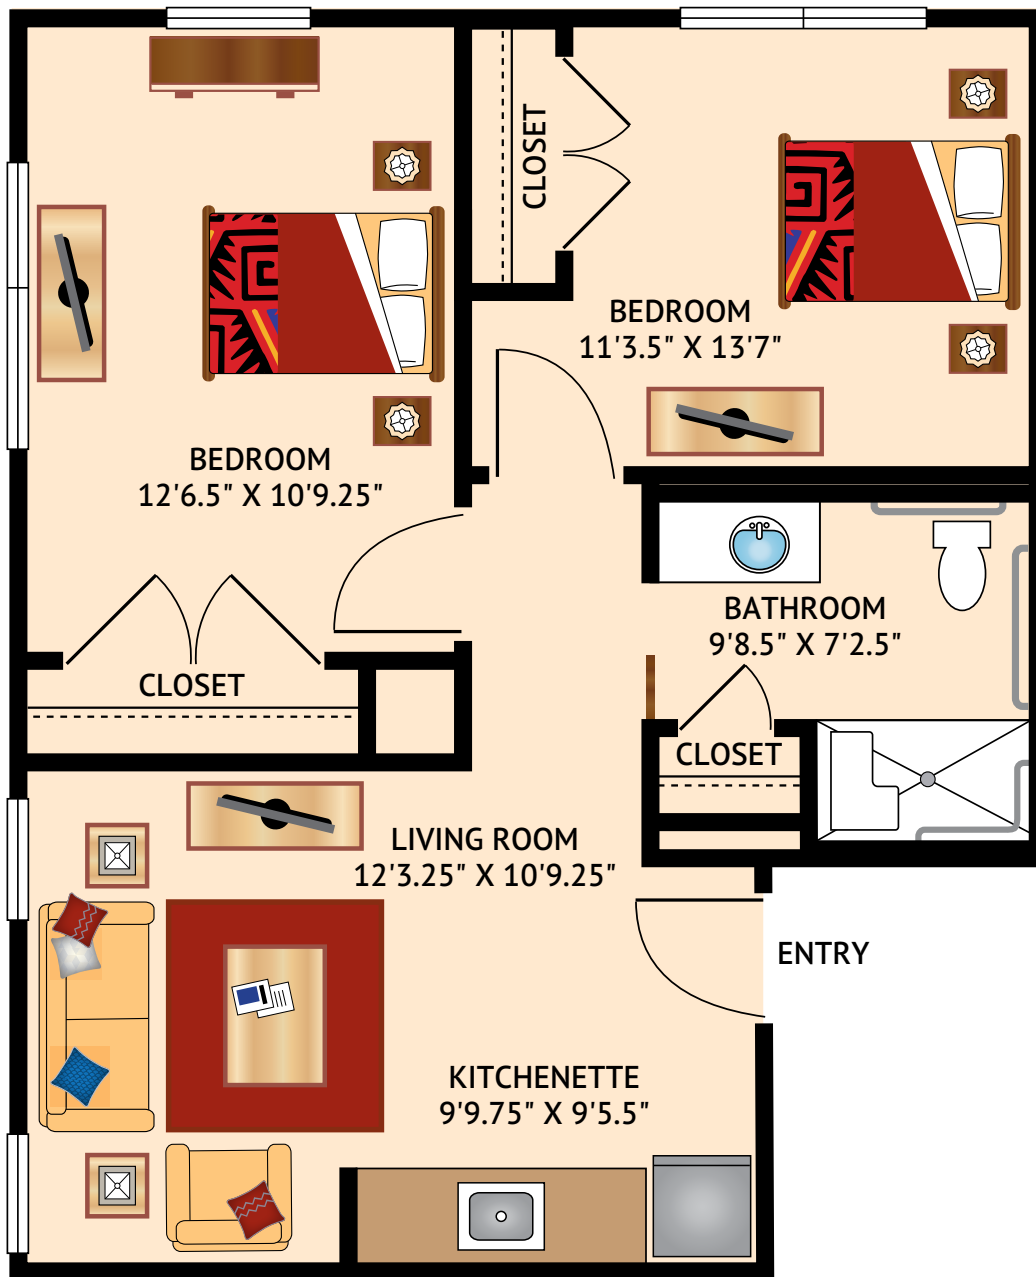 CLOSET
BEDROOM
11'3.5" X 13'7"
BEDROOM
12'6.5" X 10'9.25"
BATHROOM
9'8.5" X 7'2.5"
CLOSET
CLOSET
LIVING ROOM
12'3.25" X 10'9.25"
ENTRY
KITCHENETTE
9'9.75" X 9'5.5"